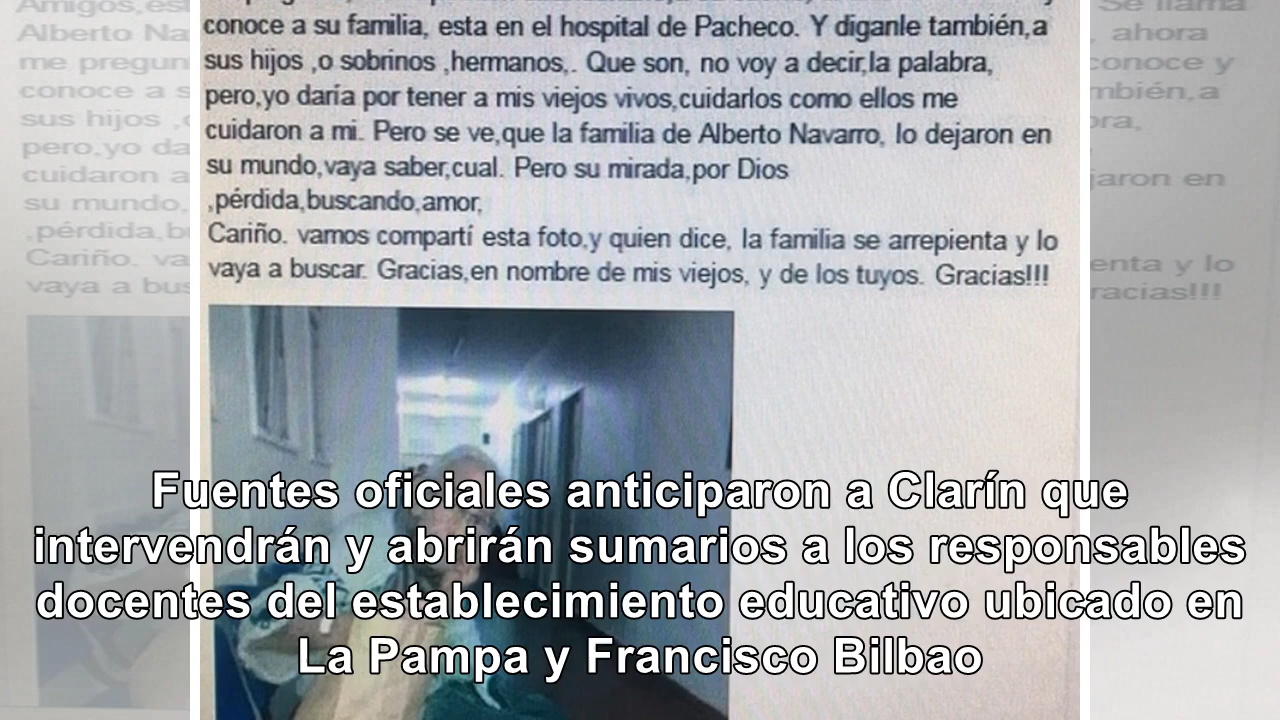 conoce a su familia, esta en el hospital de Pacheco. Y diganle también,a
sus hijos ,o sobrinos ,hermanos,. Que son, no voy a decir,la palabra,
pero,yo daría por tener a mis viejos vivos,cuidarlos como ellos me
cuidaron a mi. Pero se ve,que la familia de Alberto Navarro, lo dejaron en
su mundo,vaya saber,cual. Pero su mirada,por Dios
,pérdida,buscando,amor,
Cariño. vamos compartí esta foto,y quien dice, la familia se arrepienta y lo
vaya a buscar. Gracias,en nombre de mis viejos, y de los tuyos. Gracias!!!
Fuentes oficiales anticiparon a Clarín que
intervendrán y abrirán sumarios a los responsables
docentes del establecimiento educativo ubicado en
La Pampa y Francisco Bilbao